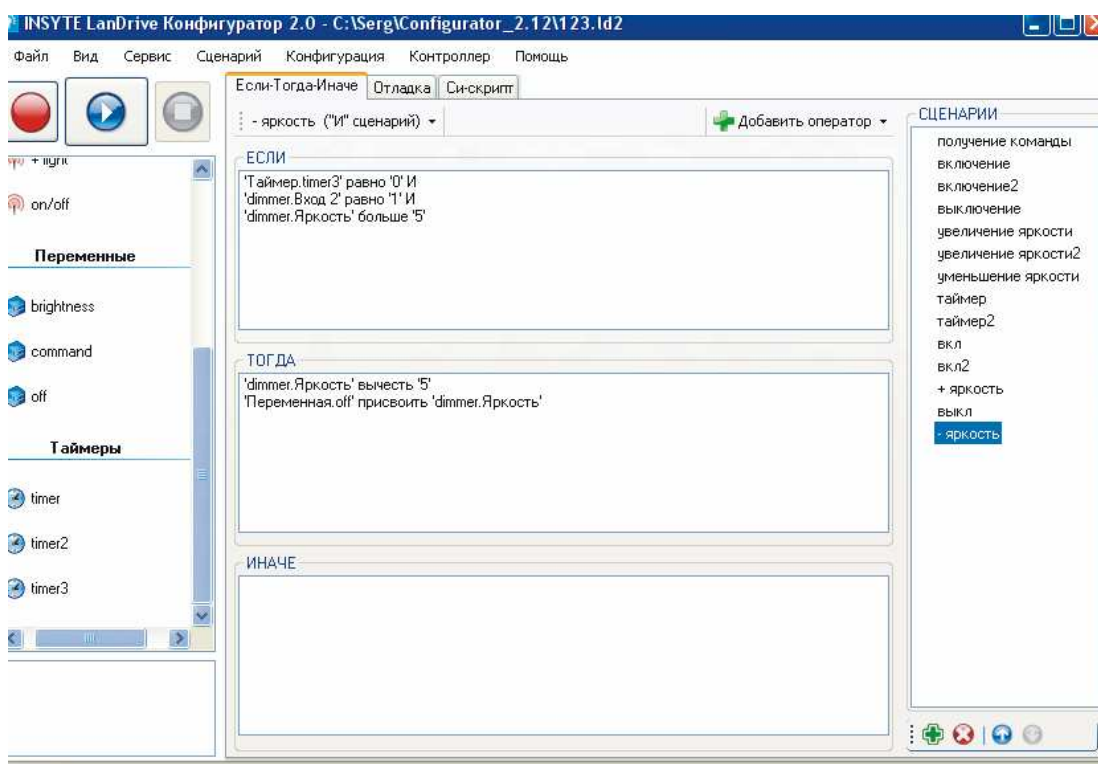 INSYTE LanDrive Конфигуратор 2.0 - C:\Serg\Configurator_2.12\123.ld2
Файл Вид Сервис Сценарий Конфигурация Контроллер Помощь
Если-Тогда-Иначе Отладка Си-скрипт
- яркость ("И" сценарий)
Добавить оператор
+ light
on/off
Переменные
brightness
command
off
Таймеры
timer
timer2
timer3
ЕСЛИ
'Таймер.timer3' равно '0' И
'dimmer.Вход 2' равно '1' И
'dimmer.Яркость' больше '5'
ТОГДА
'dimmer.Яркость' вычесть '5'
'Переменная.off' присвоить 'dimmer.Яркость'
ИНАЧЕ
СЦЕНАРИИ
получение команды
включение
включение2
выключение
увеличение яркости
увеличение яркости2
уменьшение яркости
таймер
таймер2
вкл
вкл2
+ яркость
выкл
- яркость